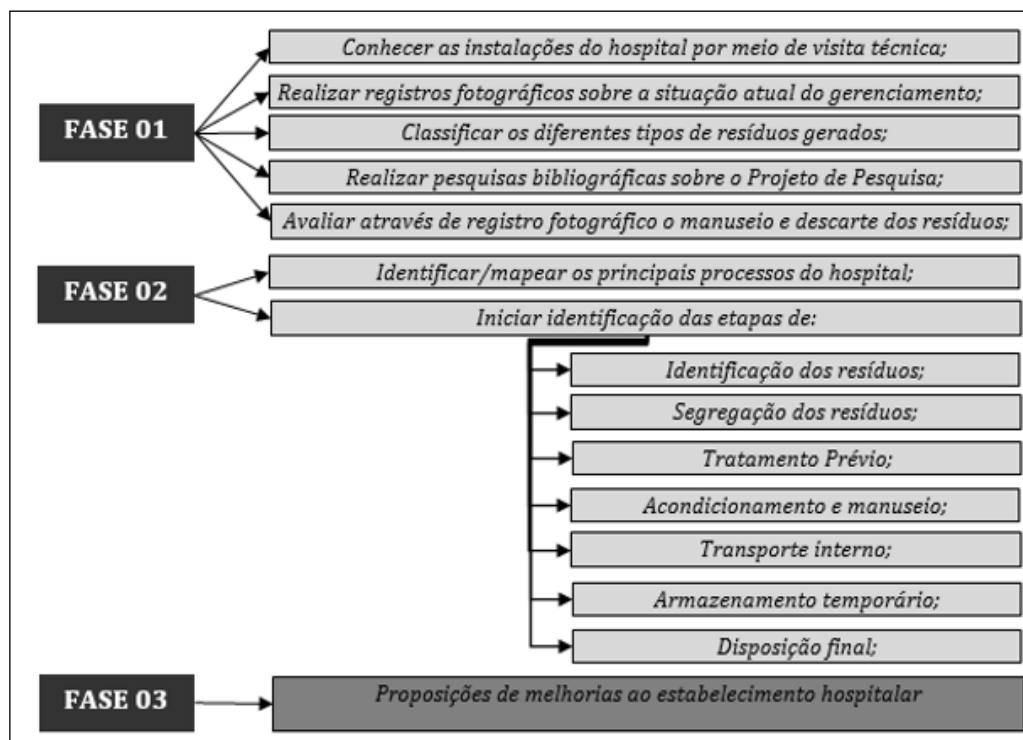 FASE 01
Conhecer as instalações do hospital por meio de visita técnica;
Realizar registros fotográficos sobre a situação atual do gerenciamento;
Classificar os diferentes tipos de resíduos gerados;
Realizar pesquisas bibliográficas sobre o Projeto de Pesquisa;
Avaliar através de registro fotográfico o manuseio e descarte dos resíduos;
FASE 02
Identificar/mapear os principais processos do hospital;
Iniciar identificação das etapas de:
Identificação dos resíduos;
Segregação dos resíduos;
Tratamento Prévio;
Acondicionamento e manuseio;
Transporte interno;
Armazenamento temporário;
Disposição final;
FASE 03
Proposições de melhorias ao estabelecimento hospitalar